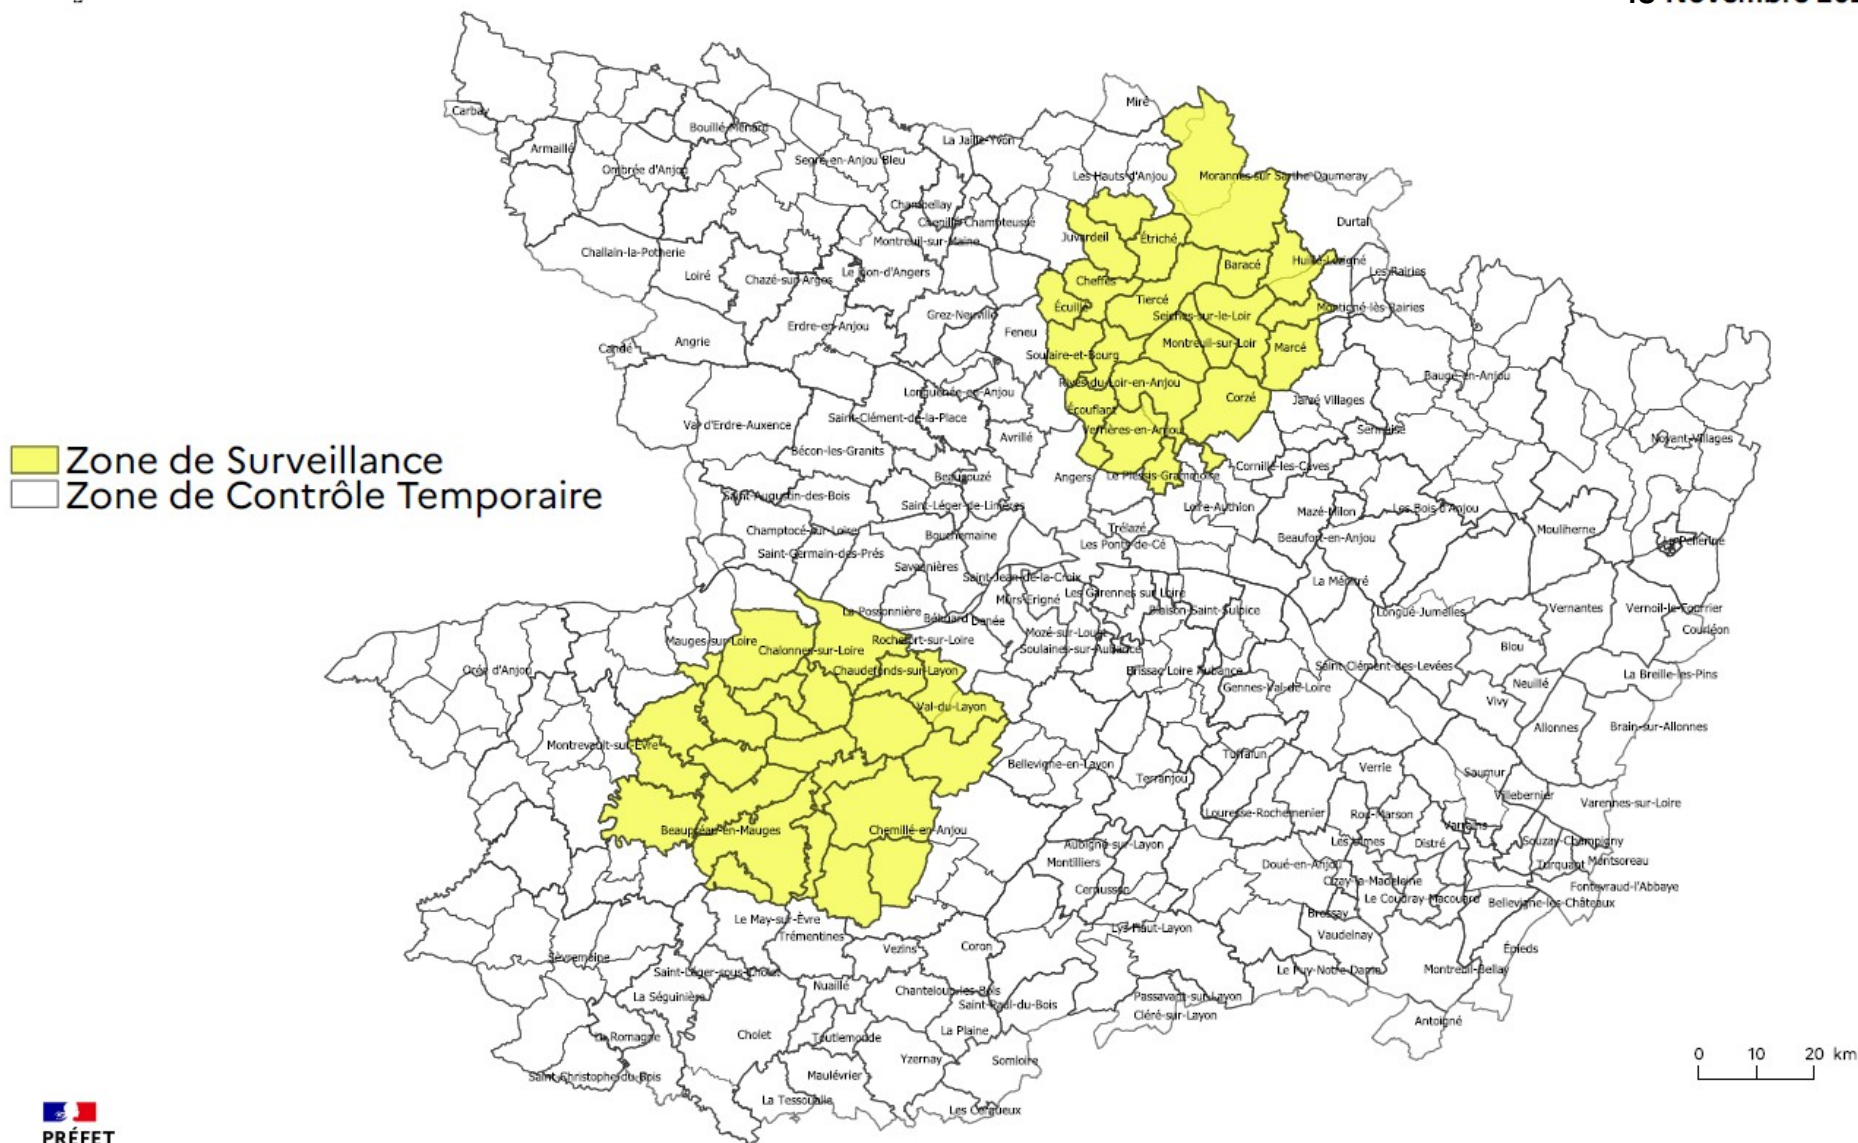 Novembre
Miré
Carbay
Bouillé-Ménard
La Jaille-Yvon
Armaillé
Segré-en-Anjou Bleu
Ombrée d'Anjou
Les Hauts-d'Anjou
Morannes sur Sarthe-Daumeray
Chambellay
Chenillé-Champteussé
Durtal
Juvardeil
Étriché
Montreuil-sur-Maine
Challain-la-Potherie
Huillé-Lézigné
Baracé
Loiré
Le Lion-d'Angers
Les Rairies
Chazé-sur-Argos
Cheffes
Tiercé
Écuillé
Montigné-lès-Rairies
Grez-Neuville
Seiches-sur-le-Loir
Erdre-en-Anjou
Feneu
Angrie
Montreuil-sur-Loir
Marcé
Candé
Soulaire-et-Bourg
Baugé-en-Anjou
Rives-du-Loir-en-Anjou
Longuenée-en-Anjou
Corzé
Jarzé Villages
Écouflant
Saint-Clément-de-la-Place
Val d'Erdre-Auxence
Verrières-en-Anjou
Sermaise
Avrillé
Noyant-Villages
Bécon-les-Granits
Zone de Surveillance
Cornillé-les-Caves
Beaucouzé
Angers
Le Plessis-Grammoire
Zone de Contrôle Temporaire
Saint-Augustin-des-Bois
Saint-Léger-de-Linières
Loire-Authion
Mazé-Milon
Les Bois d'Anjou
Champtocé-sur-Loire
Trélazé
Mouliherne
Bouchemaine
Beaufort-en-Anjou
La Pellerine
Les Ponts-de-Cé
Saint-Germain-des-Prés
Savennières
Saint-Jean-de-la-Croix
La Ménitré
Les Garennes sur Loire
Mûrs-Erigné
La Possonnière
Blaison-Saint-Sulpice
Longué-Jumelles
Vernantes
Vernoil-le-Fourrier
Béhuard
Denée
Courléon
Mozé-sur-Louet
Mauges-sur-Loire
Rochefort-sur-Loire
Chalonnes-sur-Loire
Soulaines-sur-Aubance
Blou
Orée d'Anjou
Chaudefonds-sur-Layon
Brissac Loire Aubance
Saint-Clément-des-Levées
La Breille-les-Pins
Gennes-Val-de-Loire
Neuillé
Vivy
Val-du-Layon
Allonnes
Brain-sur-Allonnes
Montrevault-sur-Èvre
Tuffalun
Bellevigne-en-Layon
Verrie
Saumur
Terranjou
Villebernier
Varennes-sur-Loire
Louresse-Rochemenier
Rou-Marson
Varrains
Beaupréau-en-Mauges
Chemillé-en-Anjou
Aubigné-sur-Layon
Les Ulmes
Distré
Souzay-Champigny
Montilliers
Doué-en-Anjou
Turquant
Montsoreau
Cizay-la-Madeleine
Cernusson
Fontevraud-l'Abbaye
Le Coudray-Macouard
Bellevigne-les-Châteaux
Brossay
Le May-sur-Èvre
Lys-Haut-Layon
Trémentines
Vaudelnay
Vezins
Coron
Épieds
Sèvremoine
Le Puy-Notre-Dame
Montreuil-Bellay
Saint-Léger-sous-Cholet
Nuaillé
Chanteloup-les-Bois
La Séguinière
Saint-Paul-du-Bois
Passavant-sur-Layon
Cléré-sur-Layon
Antoigné
La Plaine
Cholet
Toutlemonde
La Romagne
Yzernay
Somloire
0 10 20 km
Saint-Christophe-du-Bois
Maulévrier
La Tessoualle
Les Cerqueux
PRÉFET